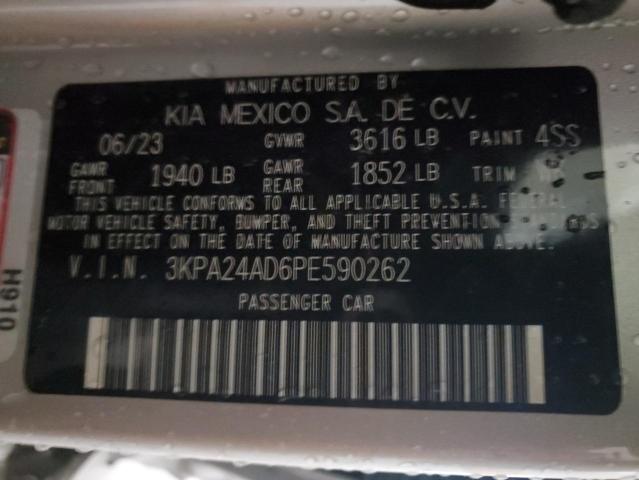 MANUFACTURED BY
KIA MEXICO S.A. DE C.V.
06/23 GVWR 3616 LB PAINT 4SS
GAWR FRONT 1940 LB GAWR REAR 1852 LB TRIM WK
THIS VEHICLE CONFORMS TO ALL APPLICABLE U.S.A. FEDERAL
MOTOR VEHICLE SAFETY, BUMPER, AND THEFT PREVENTION STANDARDS
IN EFFECT ON THE DATE OF MANUFACTURE SHOWN ABOVE.
V.I.N. 3KPA24AD6PE590262
PASSENGER CAR
H910